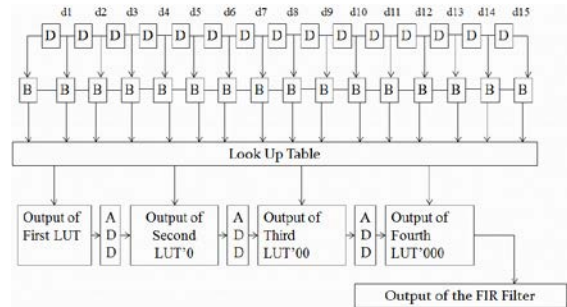 d1 d2 d3 d4 d5 d6 d7 d8 d9 d10 d11 d12 d13 d14 d15
D D D D D D D D D D D D D D D
B B B B B B B B B B B B B B B B
Look Up Table
Output of
First LUT
A
D
D
Output of
Second
LUT'0
A
D
D
Output of
Third
LUT'00
A
D
D
Output of
Fourth
LUT'000
Output of the FIR Filter